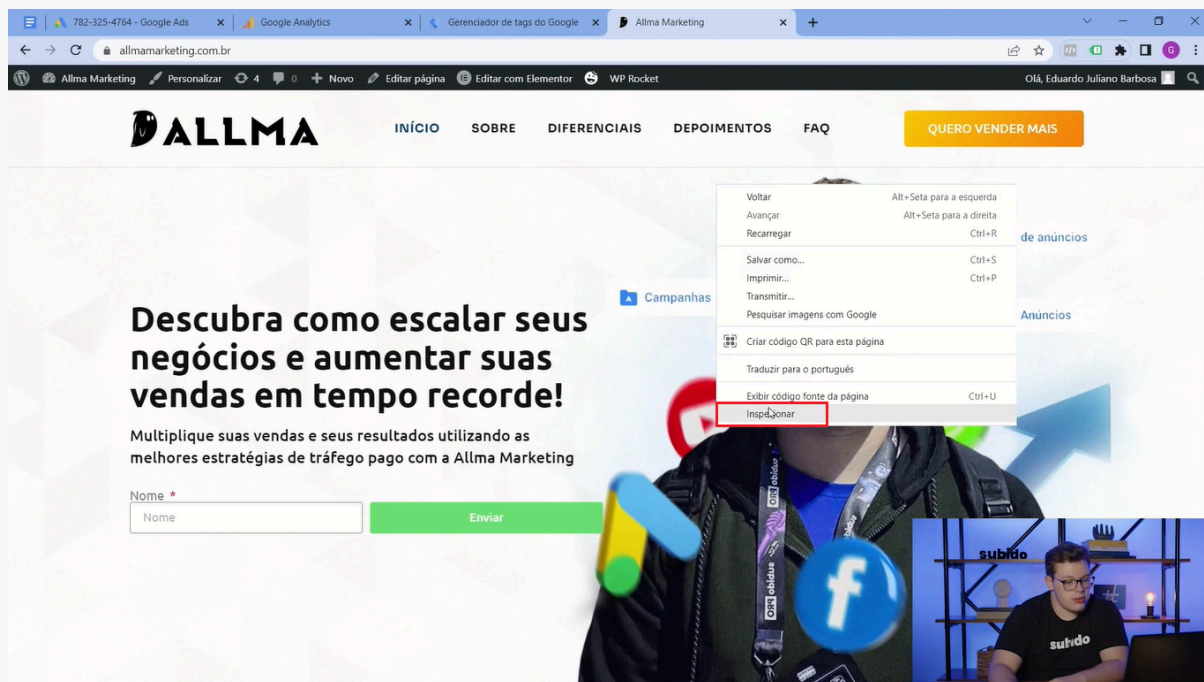 782-325-4764 - Google Ads
Google Analytics
Gerenciador de tags do Google
Allma Marketing
allmamarketing.com.br
G
Allma Marketing
Personalizar
4
0
Novo
Editar página
Editar com Elementor
WP Rocket
Olá, Eduardo Juliano Barbosa
ALLMA
INÍCIO
SOBRE
DIFERENCIAIS
DEPOIMENTOS
FAQ
QUERO VENDER MAIS
Voltar Alt+Seta para a esquerda
Avançar Alt+Seta para a direita
Recarregar Ctrl+R
Salvar como... Ctrl+S
Imprimir... Ctrl+P
Transmitir...
Pesquisar imagens com Google
Criar código QR para esta página
Traduzir para o português
Exibir código fonte da página Ctrl+U
Inspecionar
de anúncios
Campanhas
Anúncios
Descubra como escalar seus
negócios e aumentar suas
vendas em tempo recorde!
Multiplique suas vendas e seus resultados utilizando as
melhores estratégias de tráfego pago com a Allma Marketing
Nome *
Nome
Enviar
subido
PRO
subido
PRO
subido
subido